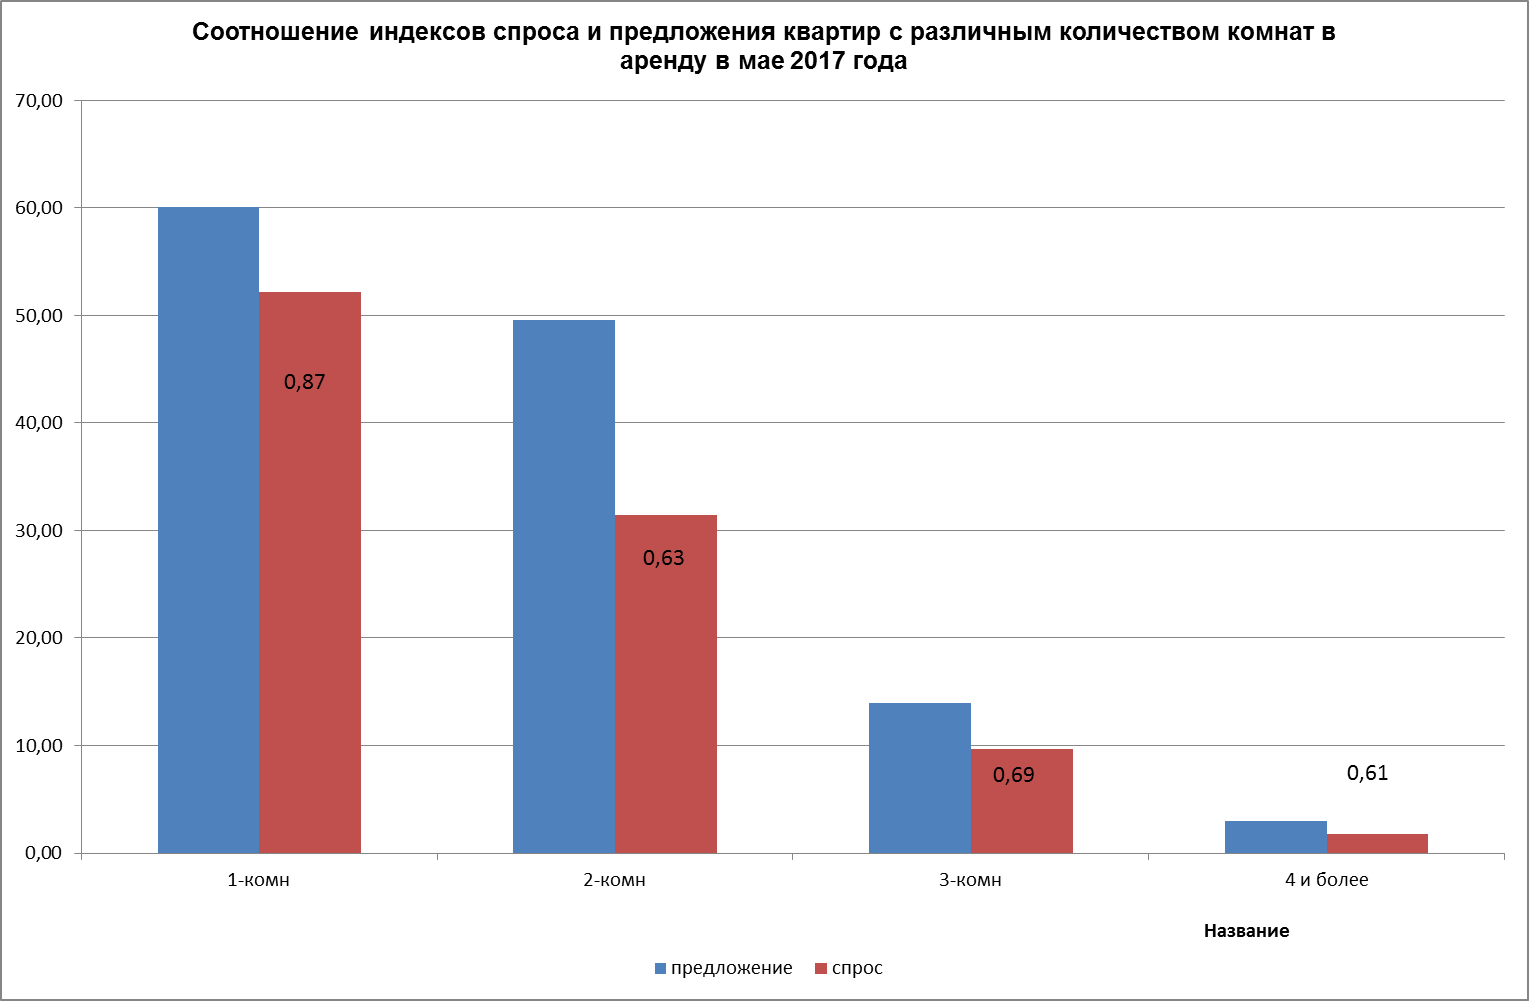 Соотношение индексов спроса и предложения квартир с различным количеством комнат в
аренду в мае 2017 года
70,00
60,00
50,00
40,00
30,00
20,00
10,00
0,00
0,87
0,63
0,69
0,61
1-комн
2-комн
3-комн
4 и более
Название
предложение
спрос